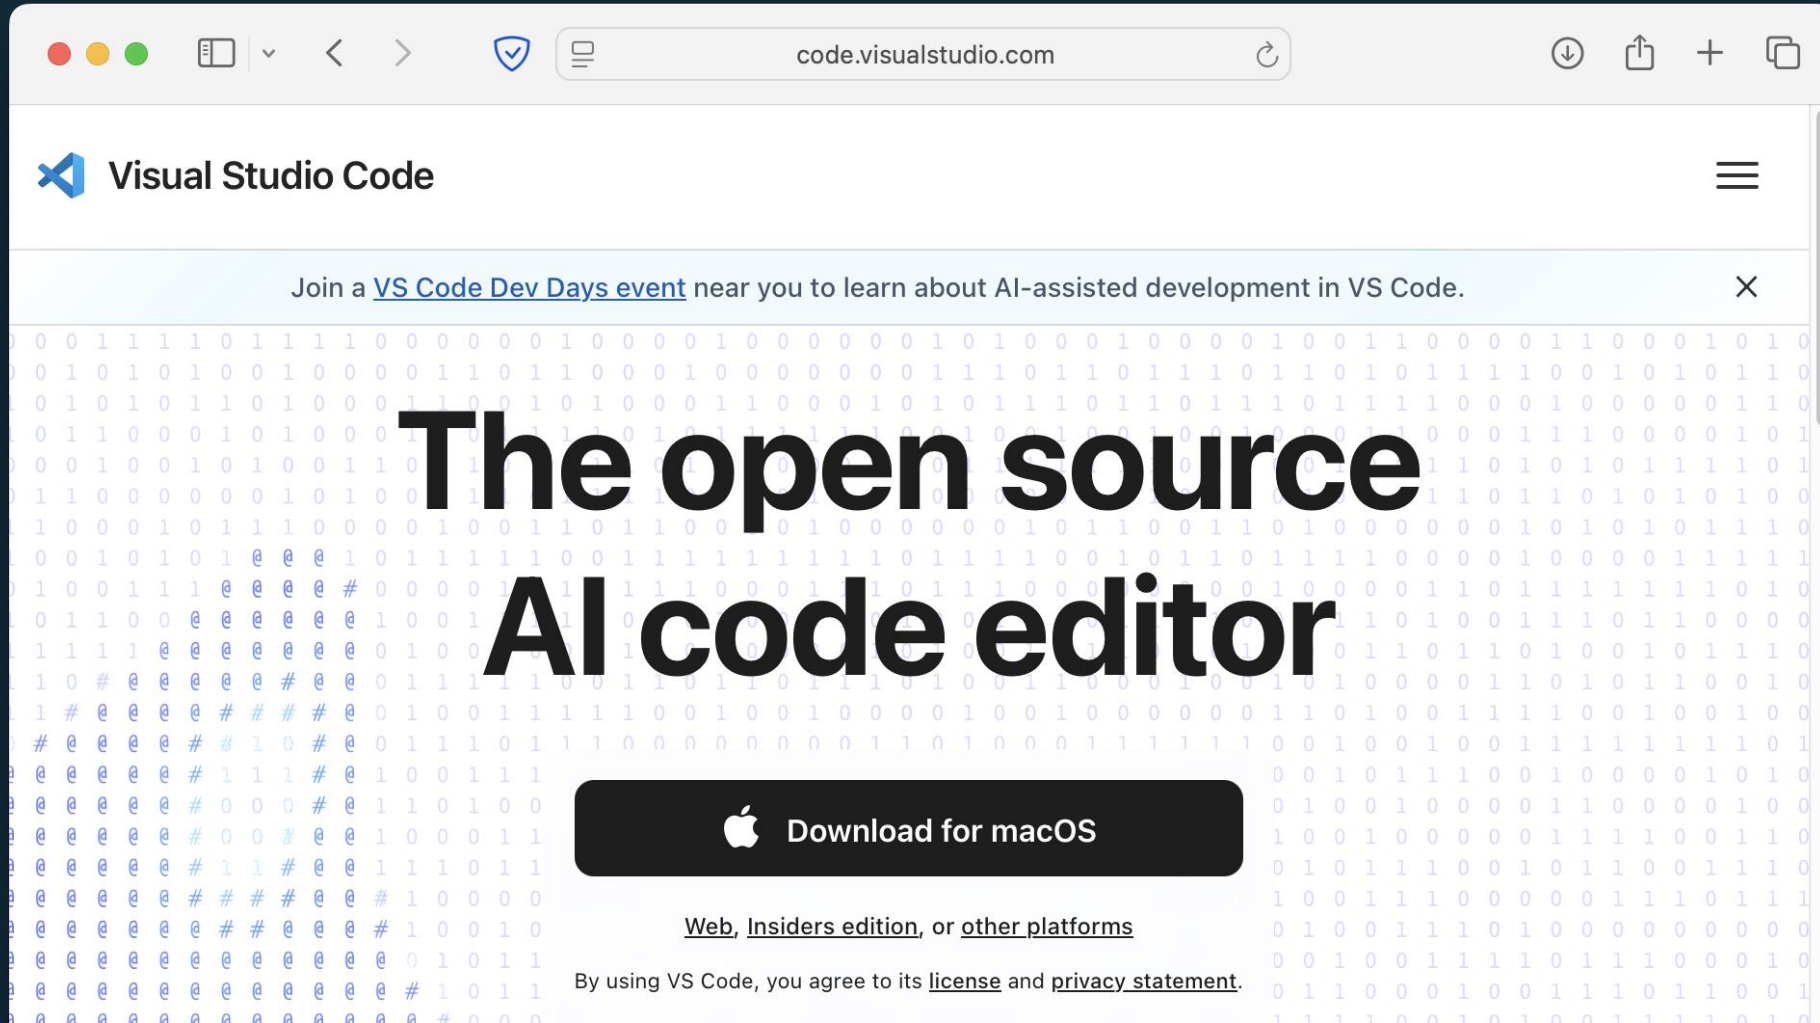 code.visualstudio.com
Visual Studio Code
Join a VS Code Dev Days event near you to learn about AI-assisted development in VS Code.
The open source
AI code editor
Download for macOS
Web, Insiders edition, or other platforms
By using VS Code, you agree to its license and privacy statement.